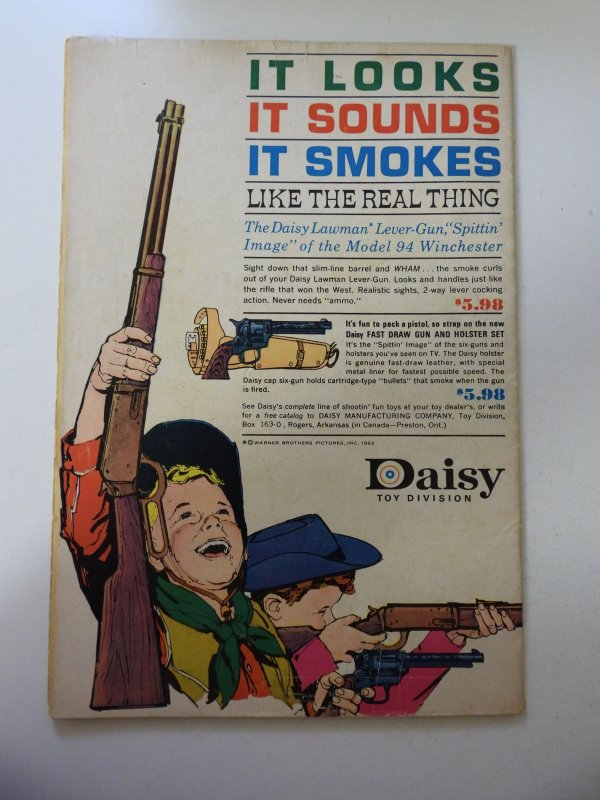 IT LOOKS
IT SOUNDS
IT SMOKES
LIKE THE REAL THING
The Daisy Lawman* Lever-Gun, "Spittin'
Image" of the Model 94 Winchester
Sight down that slim-line barrel and WHAM . . . the smoke curls
out of your Daisy Lawman Lever-Gun. Looks and handles just like
the rifle that won the West. Realistic sights, 2-way lever cocking
action. Never needs "ammo."
$5.98
It's fun to pack a pistol, so strap on the new
Daisy FAST DRAW GUN AND HOLSTER SET
It's the "Spittin' Image" of the six-guns and
holsters you've seen on TV. The Daisy holster
is genuine fast-draw leather, with special
metal liner for fastest possible speed. The
Daisy cap six-gun holds cartridge-type "bullets" that smoke when the gun
is fired.
$5.98
See Daisy's complete line of shootin' fun toys at your toy dealer's, or write
for a free catalog to DAISY MANUFACTURING COMPANY, Toy Division,
Box 163-O, Rogers, Arkansas (in Canada—Preston, Ont.)
*© WARNER BROTHERS PICTURES, INC. 1962
Daisy
TOY DIVISION